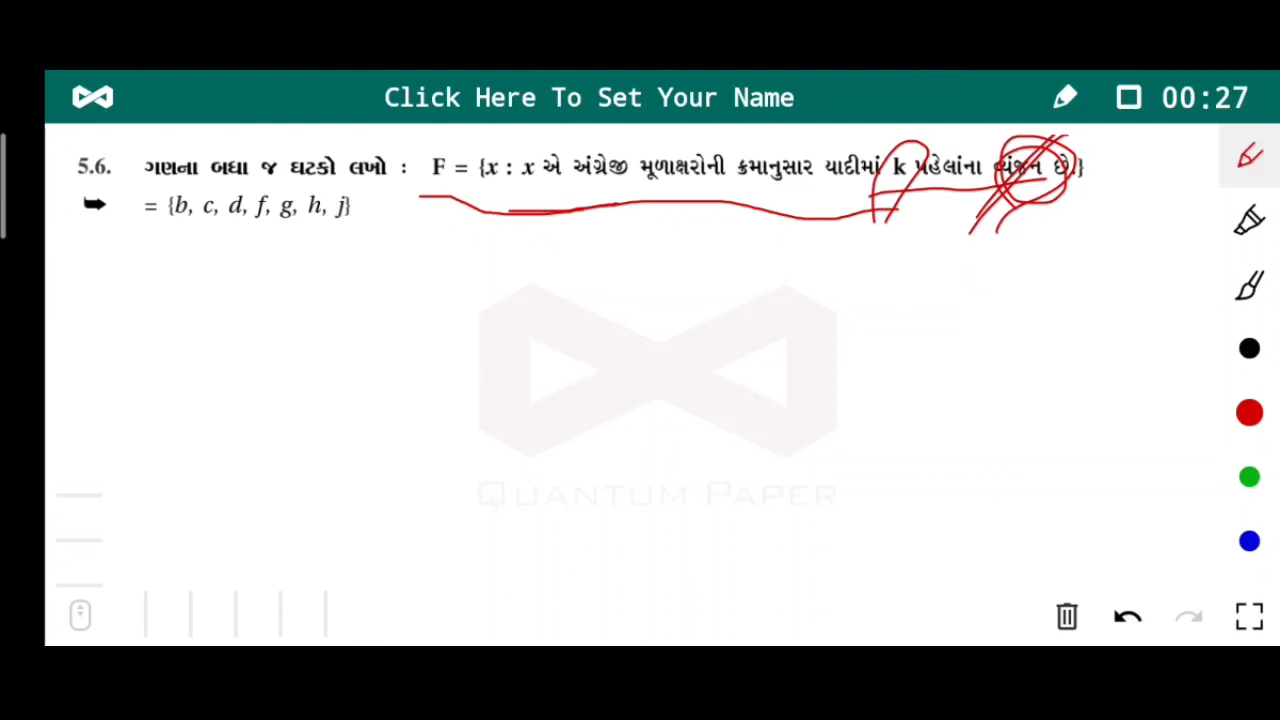 Click Here To Set Your Name 00:27
5.6. ગણના બધા જ ઘટકો લખો : F = {x : x એ અંગ્રેજી મૂળાક્ષરોની ક્રમાનુસાર યાદીમાં k પહેલાંના વ્યંજન છે.}
= {b, c, d, f, g, h, j}
QUANTUM PAPER